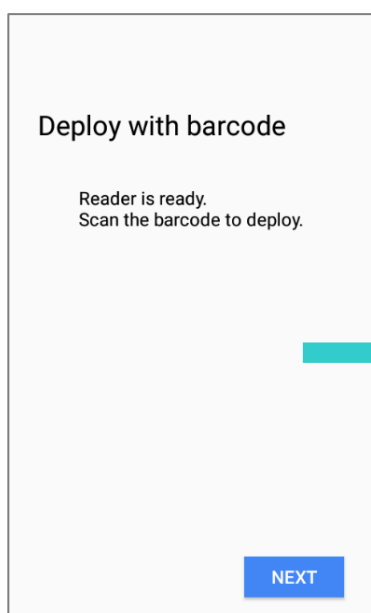 Deploy with barcode
Reader is ready.
Scan the barcode to deploy.
NEXT